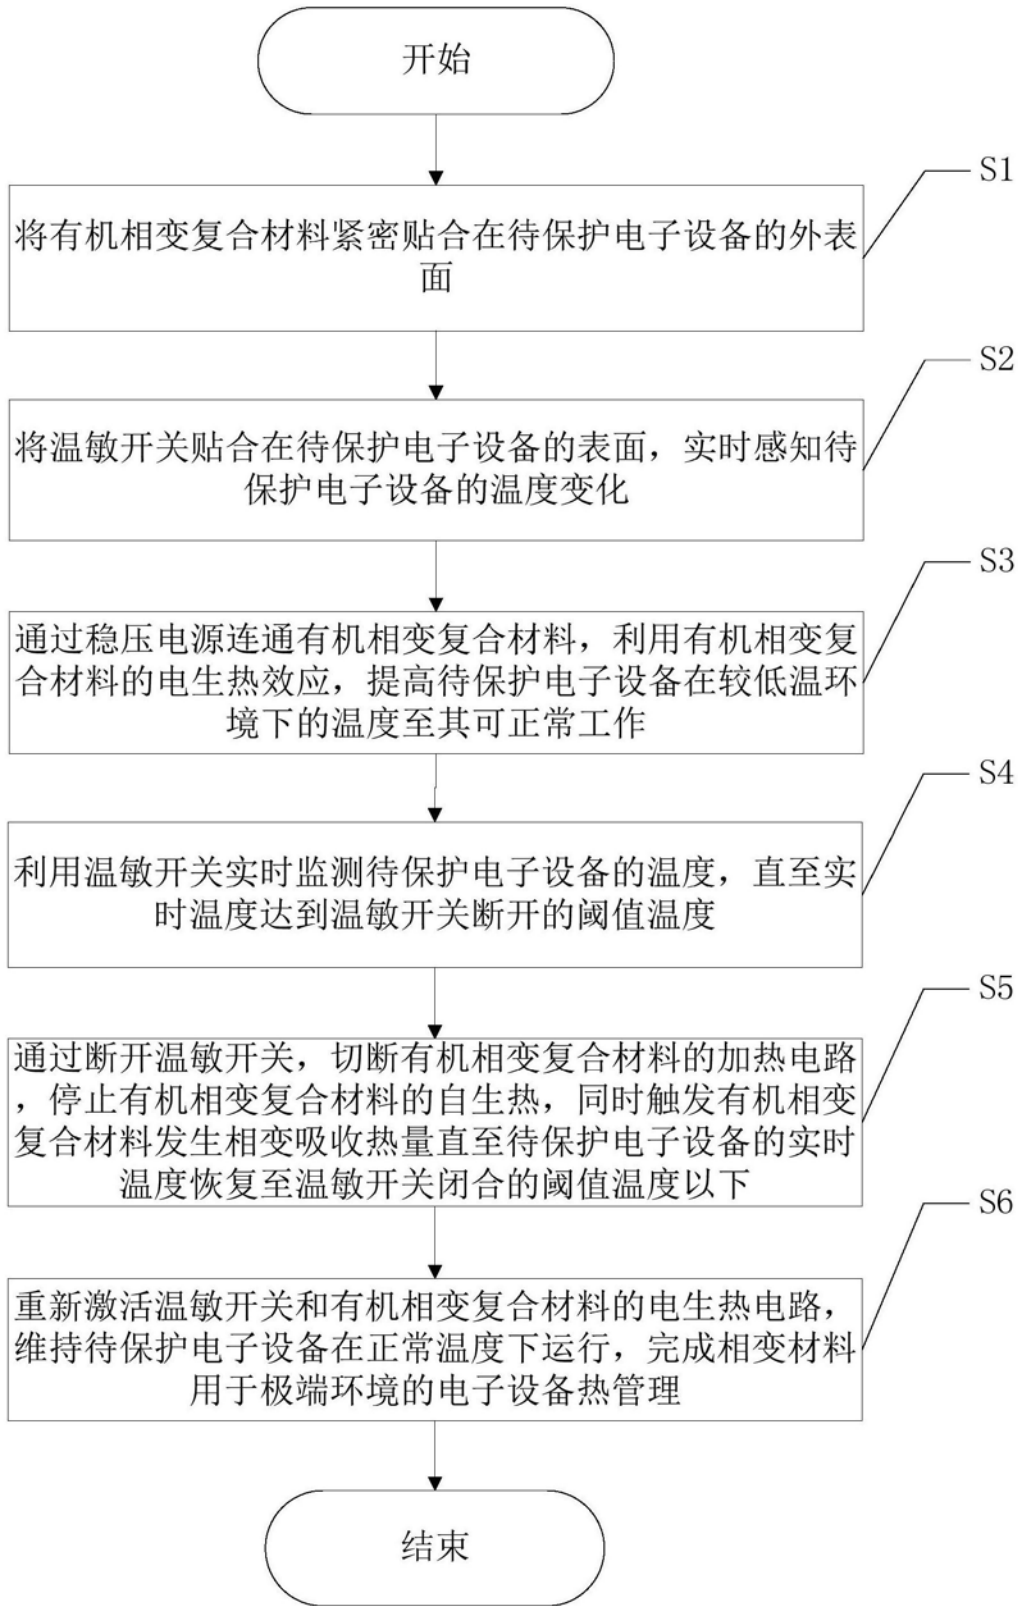 开始
S1
将有机相变复合材料紧密贴合在待保护电子设备的外表
面
S2
将温敏开关贴合在待保护电子设备的表面，实时感知待
保护电子设备的温度变化
S3
通过稳压电源连通有机相变复合材料，利用有机相变复
合材料的电生热效应，提高待保护电子设备在较低温环
境下的温度至其可正常工作
S4
利用温敏开关实时监测待保护电子设备的温度，直至实
时温度达到温敏开关断开的阈值温度
S5
通过断开温敏开关，切断有机相变复合材料的加热电路
，停止有机相变复合材料的自生热，同时触发有机相变
复合材料发生相变吸收热量直至待保护电子设备的实时
温度恢复至温敏开关闭合的阈值温度以下
S6
重新激活温敏开关和有机相变复合材料的电生热电路，
维持待保护电子设备在正常温度下运行，完成相变材料
用于极端环境的电子设备热管理
结束